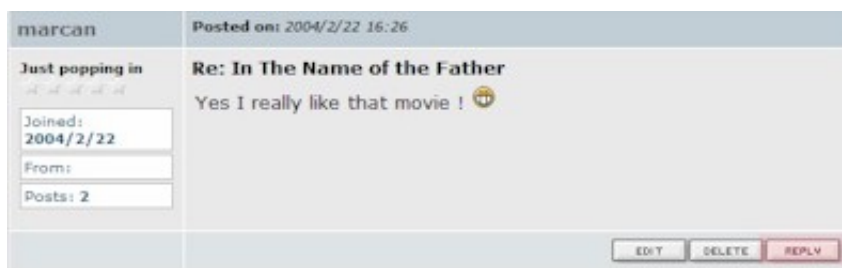 marcan
Posted on: 2004/2/22 16:26
Just popping in
Re: In The Name of the Father
Yes I really like that movie !
Joined:
2004/2/22
From:
Posts: 2
EDIT DELETE REPLY